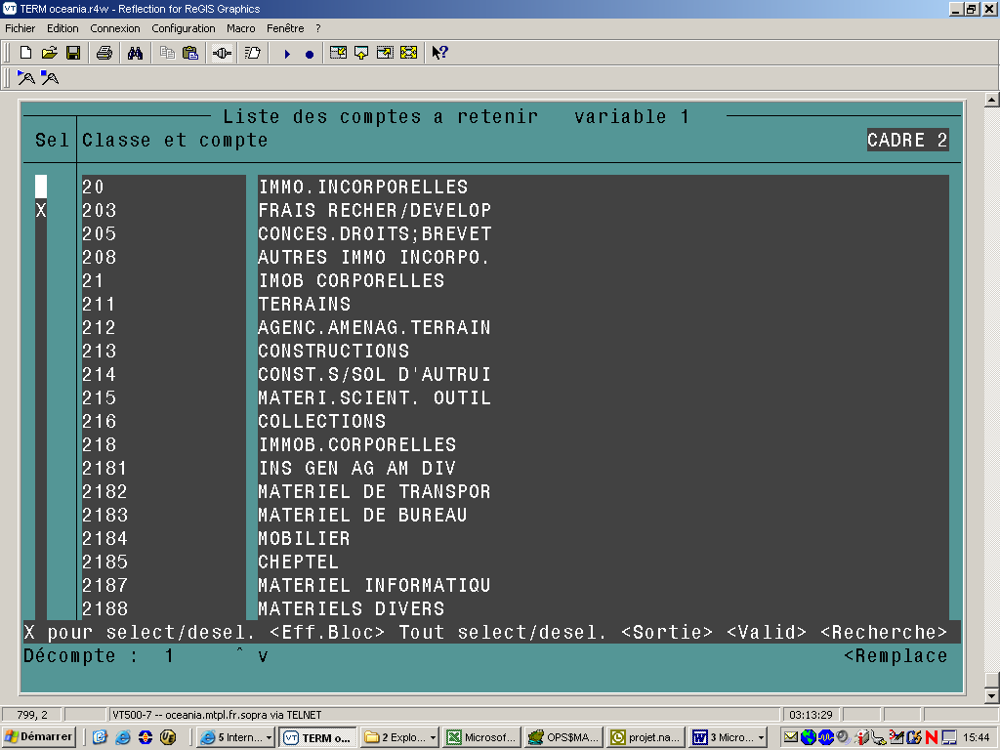 TERM oceania.r4w - Reflection for ReGIS Graphics
Fichier Edition Connexion Configuration Macro Fenêtre ?
Liste des comptes a retenir variable 1
Sel Classe et compte CADRE 2
20 IMMO.INCORPORELLES
X 203 FRAIS RECHER/DEVELOP
205 CONCES.DROITS;BREVET
208 AUTRES IMMO INCORPO.
21 IMOB CORPORELLES
211 TERRAINS
212 AGENC.AMENAG.TERRAIN
213 CONSTRUCTIONS
214 CONST.S/SOL D'AUTRUI
215 MATERI.SCIENT. OUTIL
216 COLLECTIONS
218 IMMOB.CORPORELLES
2181 INS GEN AG AM DIV
2182 MATERIEL DE TRANSPOR
2183 MATERIEL DE BUREAU
2184 MOBILIER
2185 CHEPTEL
2187 MATERIEL INFORMATIQU
2188 MATERIELS DIVERS
X pour select/desel. <Eff.Bloc> Tout select/desel. <Sortie> <Valid> <Recherche>
Décompte : 1 ^ v <Remplace
799, 2 VT500-7 -- oceania.mtpl.fr.sopra via TELNET 03:13:29
Démarrer 5 Intern... TERM o... 2 Explo... Microsof... OPS$MA... projet.na... 3 Micro... 15:44